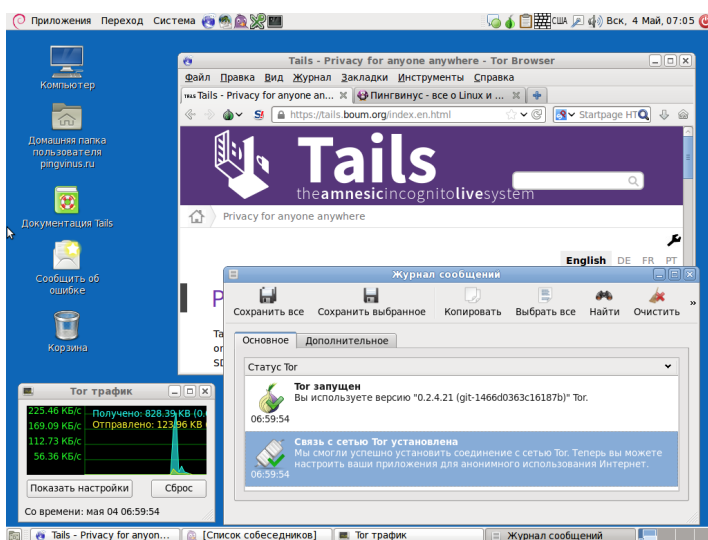 Приложения Переход Система
США
Вск, 4 Май, 07:05
Компьютер
Домашняя папка
пользователя
pingvinus.ru
Документация Tails
Сообщить об
ошибке
Корзина
Tails - Privacy for anyone anywhere - Tor Browser
Файл Правка Вид Журнал Закладки Инструменты Справка
Tails - Privacy for anyone an...
Пингвинус - все о Linux и ...
https://tails.boum.org/index.en.html
Startpage HT
Tails
theamnesicincognitolivesystem
Privacy for anyone anywhere
English DE FR PT
P
Ta
or
SD
Журнал сообщений
Сохранить все Сохранить выбранное Копировать Выбрать все Найти Очистить »
Основное Дополнительное
Статус Tor
Tor запущен
Вы используете версию "0.2.4.21 (git-1466d0363c16187b)" Tor.
06:59:54
Связь с сетью Tor установлена
Мы смогли успешно установить соединение с сетью Tor. Теперь вы можете
настроить ваши приложения для анонимного использования Интернет.
06:59:54
Tor трафик
225.46 КБ/с
169.09 КБ/с
112.73 КБ/с
56.36 КБ/с
Получено: 828.39 KB (0.
Отправлено: 123.96 KB
Показать настройки Сброс
Со времени: мая 04 06:59:54
Tails - Privacy for anyon...
[Список собеседников]
Tor трафик
Журнал сообщений